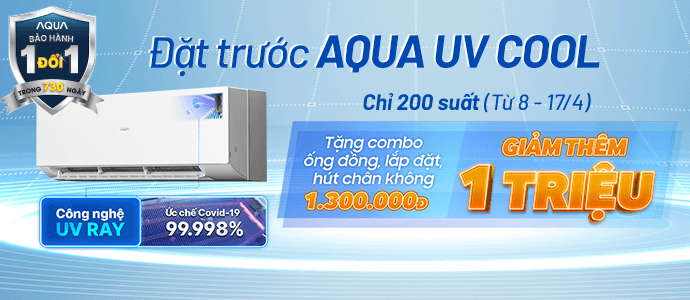 AQUA
BẢO HÀNH
1 ĐỔI 1
TRONG 730 NGÀY
Đặt trước AQUA UV COOL
Chỉ 200 suất (Từ 8 - 17/4)
Tặng combo
ống đồng, lắp đặt,
hút chân không
1.300.000Đ
GIẢM THÊM
1 TRIỆU
Công nghệ
UV RAY
Ức chế Covid-19
99.998%